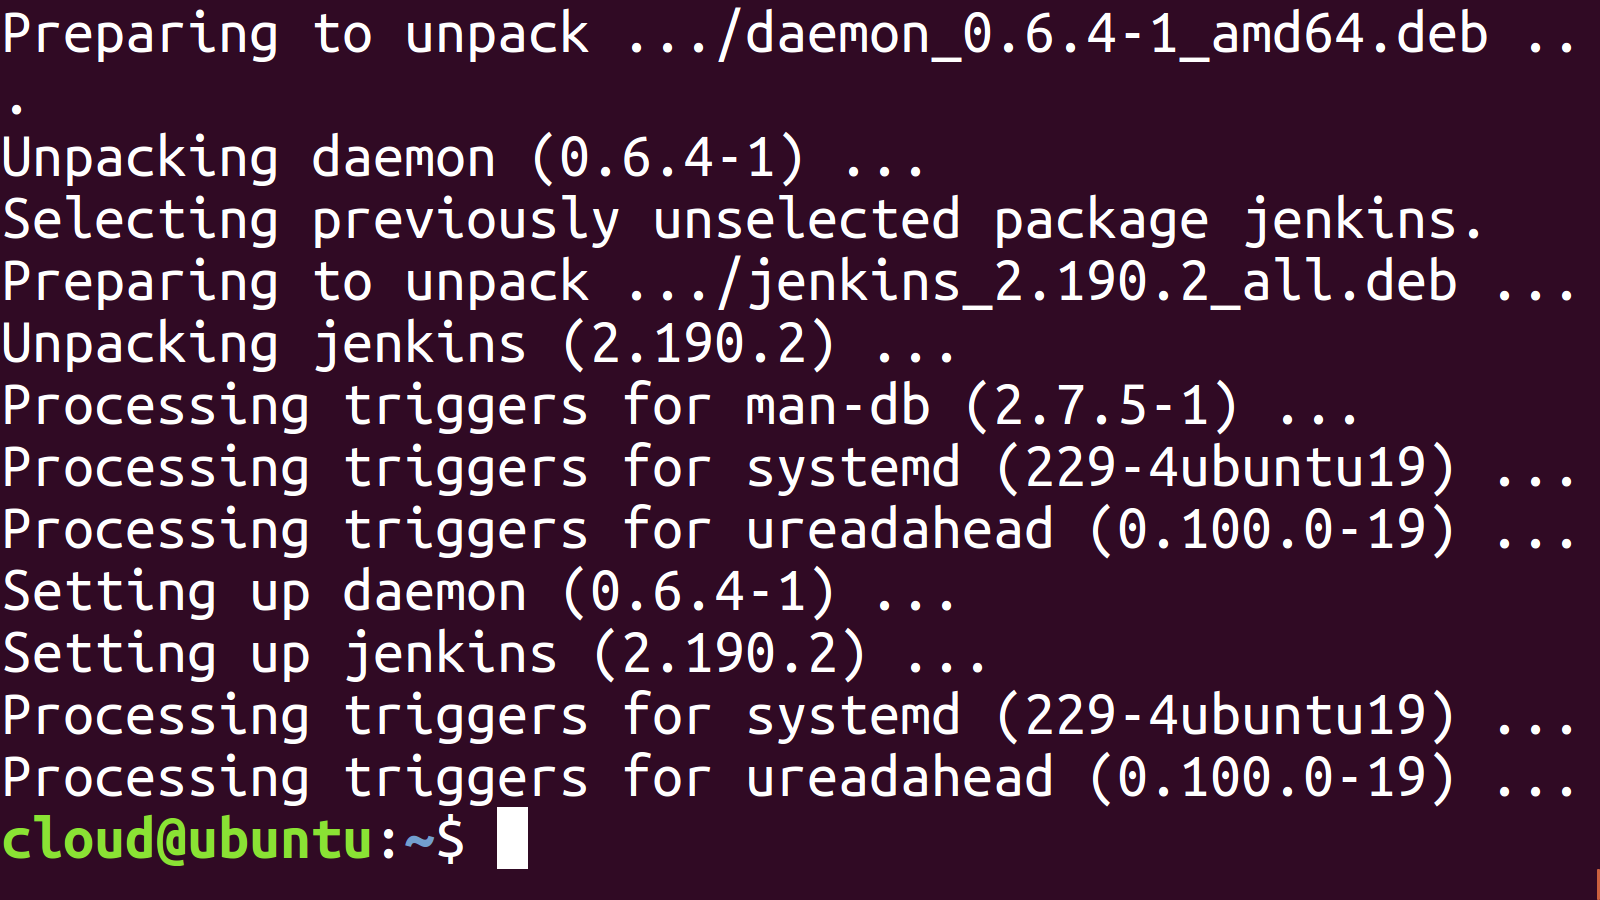 Preparing to unpack .../daemon_0.6.4-1_amd64.deb ..
.
Unpacking daemon (0.6.4-1) ...
Selecting previously unselected package jenkins.
Preparing to unpack .../jenkins_2.190.2_all.deb ...
Unpacking jenkins (2.190.2) ...
Processing triggers for man-db (2.7.5-1) ...
Processing triggers for systemd (229-4ubuntu19) ...
Processing triggers for ureadahead (0.100.0-19) ...
Setting up daemon (0.6.4-1) ...
Setting up jenkins (2.190.2) ...
Processing triggers for systemd (229-4ubuntu19) ...
Processing triggers for ureadahead (0.100.0-19) ...
cloud@ubuntu:~$